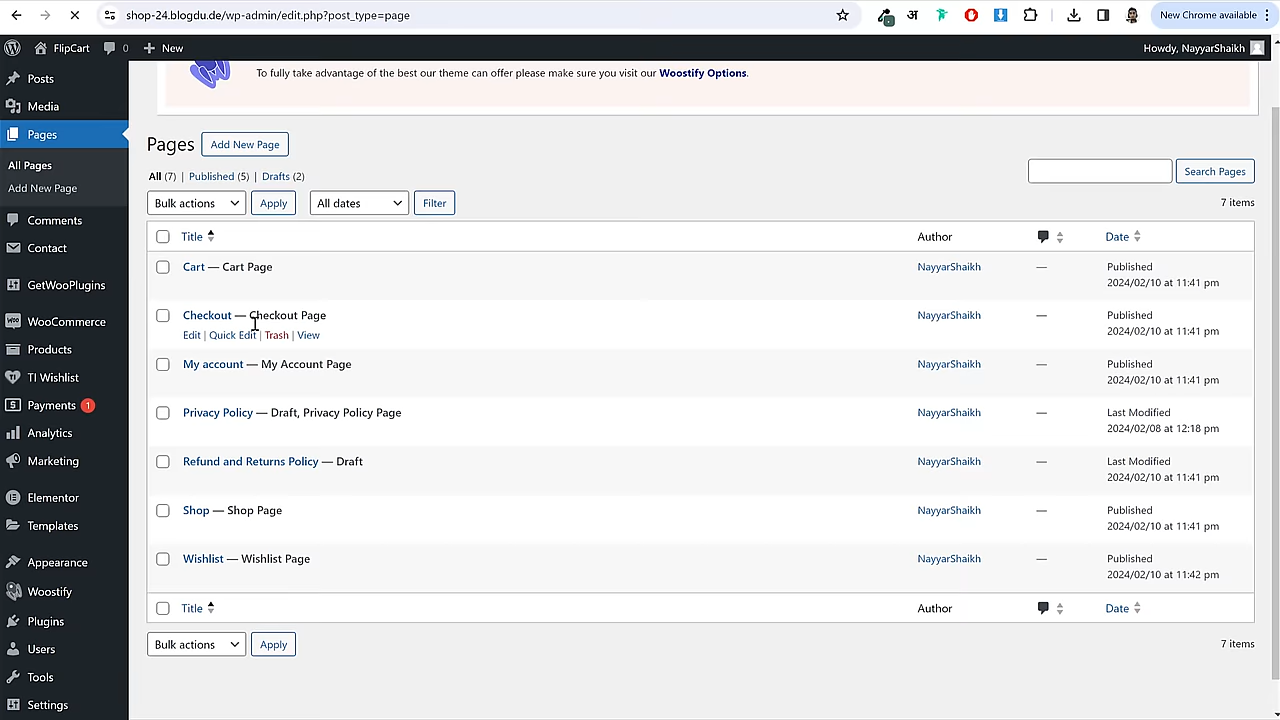 shop-24.blogdu.de/wp-admin/edit.php?post_type=page
अ
New Chrome available
FlipCart
0
New
Howdy, NayyarShaikh
Posts
Media
Pages
All Pages
Add New Page
Comments
Contact
GetWooPlugins
WooCommerce
Products
TI Wishlist
Payments 1
Analytics
Marketing
Elementor
Templates
Appearance
Woostify
Plugins
Users
Tools
Settings
To fully take advantage of the best our theme can offer please make sure you visit our Woostify Options.
Pages Add New Page
All (7) | Published (5) | Drafts (2)
Search Pages
Bulk actions Apply All dates Filter
7 items
Title Author Date
Cart — Cart Page NayyarShaikh — Published
2024/02/10 at 11:41 pm
Checkout — Checkout Page NayyarShaikh — Published
2024/02/10 at 11:41 pm
Edit | Quick Edit | Trash | View
My account — My Account Page NayyarShaikh — Published
2024/02/10 at 11:41 pm
Privacy Policy — Draft, Privacy Policy Page NayyarShaikh — Last Modified
2024/02/08 at 12:18 pm
Refund and Returns Policy — Draft NayyarShaikh — Last Modified
2024/02/10 at 11:41 pm
Shop — Shop Page NayyarShaikh — Published
2024/02/10 at 11:41 pm
Wishlist — Wishlist Page NayyarShaikh — Published
2024/02/10 at 11:42 pm
Title Author Date
Bulk actions Apply
7 items